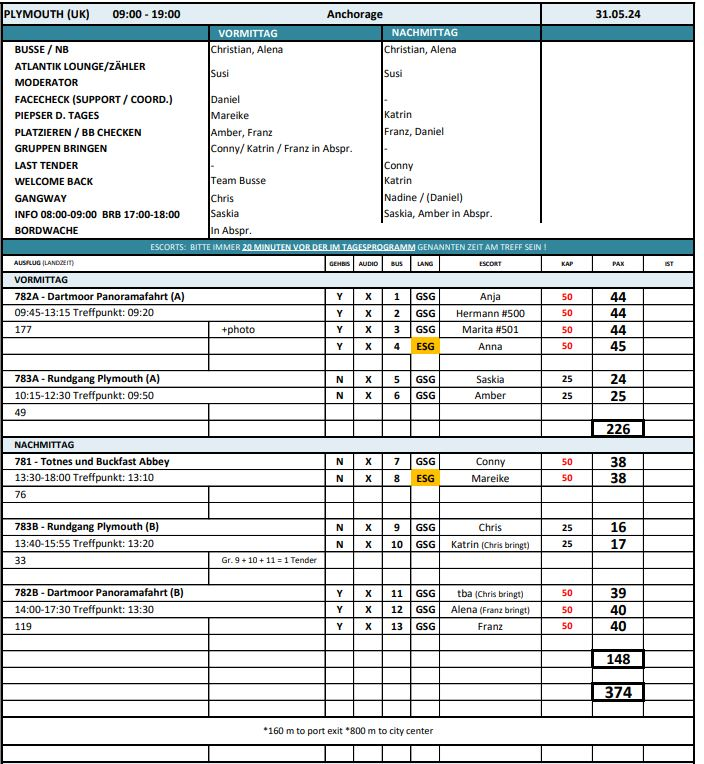 PLYMOUTH (UK) 09:00 - 19:00 Anchorage 31.05.24
VORMITTAG NACHMITTAG
BUSSE / NB Christian, Alena Christian, Alena
ATLANTIK LOUNGE/ZÄHLER
MODERATOR Susi Susi
FACECHECK (SUPPORT / COORD.) Daniel -
PIEPSER D. TAGES Mareike Katrin
PLATZIEREN / BB CHECKEN Amber, Franz Franz, Daniel
GRUPPEN BRINGEN Conny/ Katrin / Franz in Abspr. -
LAST TENDER - Conny
WELCOME BACK Team Busse Katrin
GANGWAY Chris Nadine / (Daniel)
INFO 08:00-09:00 BRB 17:00-18:00 Saskia Saskia, Amber in Abspr.
BORDWACHE In Abspr.
ESCORTS: BITTE IMMER 20 MINUTEN VOR DER IM TAGESPROGRAMM GENANNTEN ZEIT AM TREFF SEIN !
AUSFLUG (LANDZEIT) GEHBIS AUDIO BUS LANG ESCORT KAP PAX IST
VORMITTAG
782A - Dartmoor Panoramafahrt (A) Y X 1 GSG Anja 50 44
09:45-13:15 Treffpunkt: 09:20 Y X 2 GSG Hermann #500 50 44
177 +photo Y X 3 GSG Marita #501 50 44
Y X 4 ESG Anna 50 45
783A - Rundgang Plymouth (A) N X 5 GSG Saskia 25 24
10:15-12:30 Treffpunkt: 09:50 N X 6 GSG Amber 25 25
49
226
NACHMITTAG
781 - Totnes und Buckfast Abbey N X 7 GSG Conny 50 38
13:30-18:00 Treffpunkt: 13:10 N X 8 ESG Mareike 50 38
76
783B - Rundgang Plymouth (B) N X 9 GSG Chris 25 16
13:40-15:55 Treffpunkt: 13:20 N X 10 GSG Katrin (Chris bringt) 25 17
33 Gr. 9 + 10 + 11 = 1 Tender
782B - Dartmoor Panoramafahrt (B) Y X 11 GSG tba (Chris bringt) 50 39
14:00-17:30 Treffpunkt: 13:30 Y X 12 GSG Alena (Franz bringt) 50 40
119 Y X 13 GSG Franz 50 40
148
374
*160 m to port exit *800 m to city center